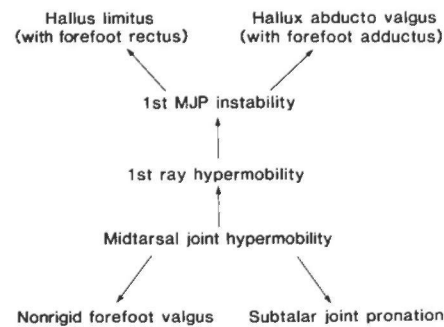 Hallus limitus
(with forefoot rectus)
Hallux abducto valgus
(with forefoot adductus)
1st MJP instability
1st ray hypermobility
Midtarsal joint hypermobility
Nonrigid forefoot valgus
Subtalar joint pronation